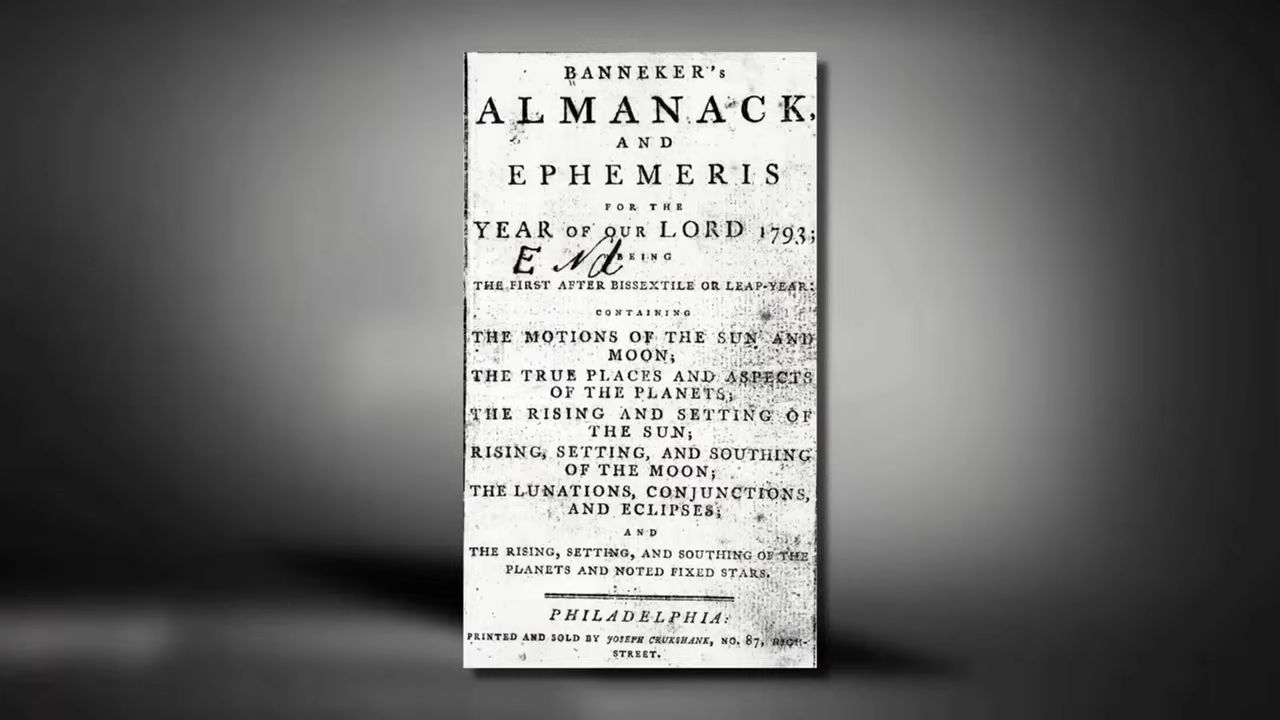 BANNEKER's
ALMANACK,
AND
EPHEMERIS
FOR THE
YEAR OF OUR LORD 1793;
E Nd
BEING
THE FIRST AFTER BISSEXTILE OR LEAP-YEAR:
CONTAINING
THE MOTIONS OF THE SUN AND
MOON;
THE TRUE PLACES AND ASPECTS
OF THE PLANETS;
THE RISING AND SETTING OF
THE SUN;
RISING, SETTING, AND SOUTHING
OF THE MOON;
THE LUNATIONS, CONJUNCTIONS,
AND ECLIPSES;
AND
THE RISING, SETTING, AND SOUTHING OF THE
PLANETS AND NOTED FIXED STARS.
PHILADELPHIA:
PRINTED AND SOLD BY JOSEPH CRUKSHANK, NO. 87, HIGH-
STREET.